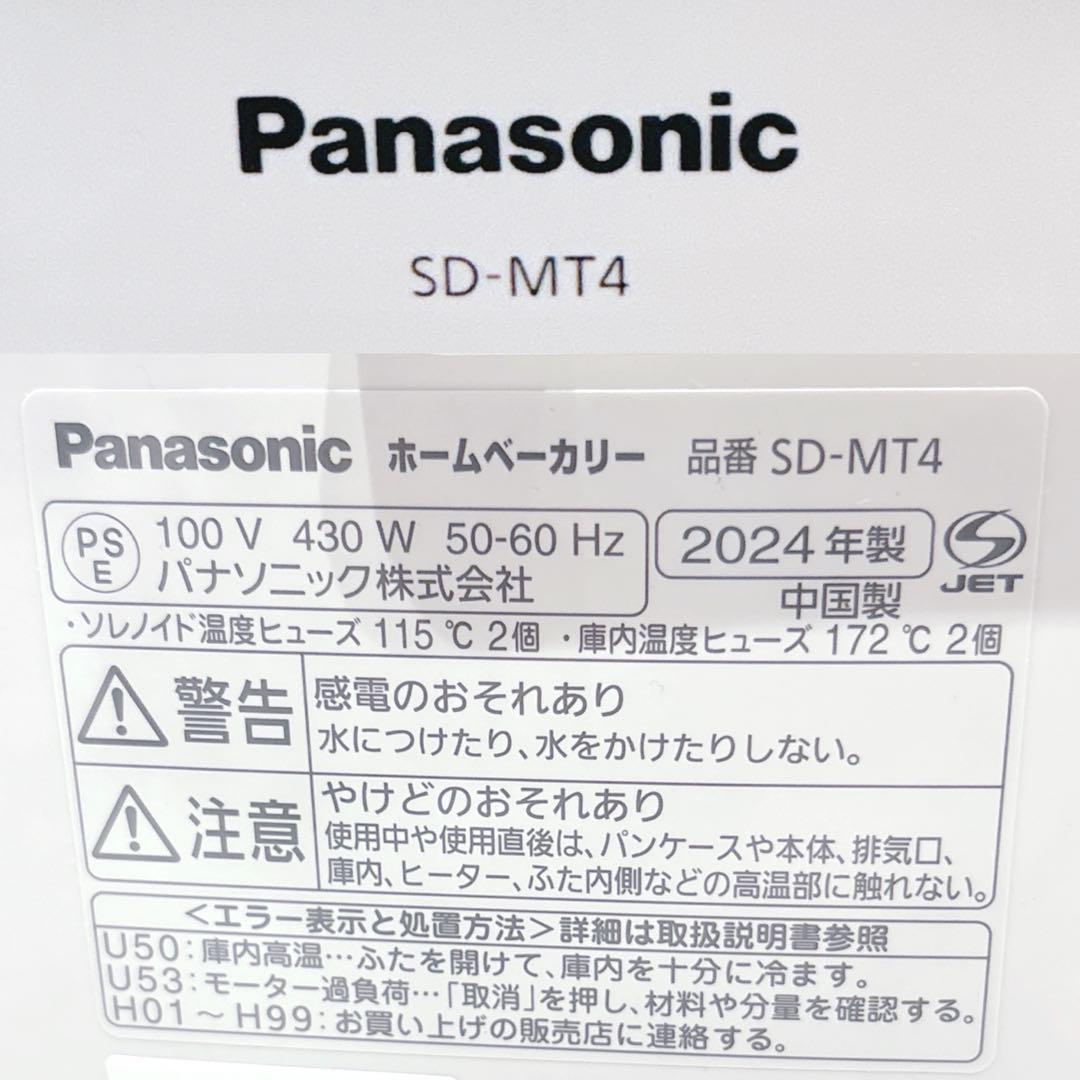 Panasonic
SD-MT4
Panasonic ホームベーカリー 品番 SD-MT4
PS E 100 V 430 W 50-60 Hz 2024年製
パナソニック株式会社 中国製 JET
・ソレノイド温度ヒューズ 115 ℃ 2個 ・庫内温度ヒューズ 172 ℃ 2個
警告 感電のおそれあり
水につけたり、水をかけたりしない。
注意 やけどのおそれあり
使用中や使用直後は、パンケースや本体、排気口、
庫内、ヒーター、ふた内側などの高温部に触れない。
<エラー表示と処置方法>詳細は取扱説明書参照
U50:庫内高温…ふたを開けて、庫内を十分に冷ます。
U53:モーター過負荷…「取消」を押し、材料や分量を確認する。
H01～H99:お買い上げの販売店に連絡する。